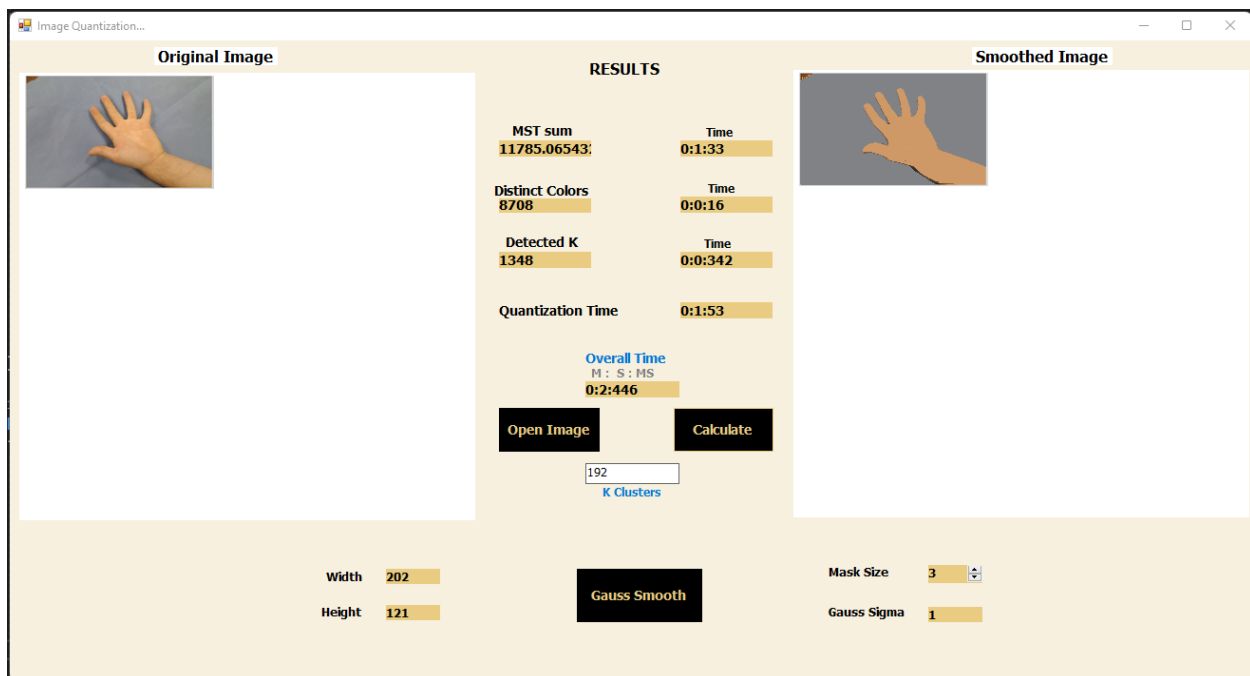 Image Quantization...
Original Image
RESULTS
Smoothed Image
MST sum
Time
11785.06543
0:1:33
Distinct Colors
Time
8708
0:0:16
Detected K
Time
1348
0:0:342
Quantization Time
0:1:53
Overall Time
M : S : MS
0:2:446
Open Image
Calculate
192
K Clusters
Width
202
Height
121
Gauss Smooth
Mask Size
3
Gauss Sigma
1